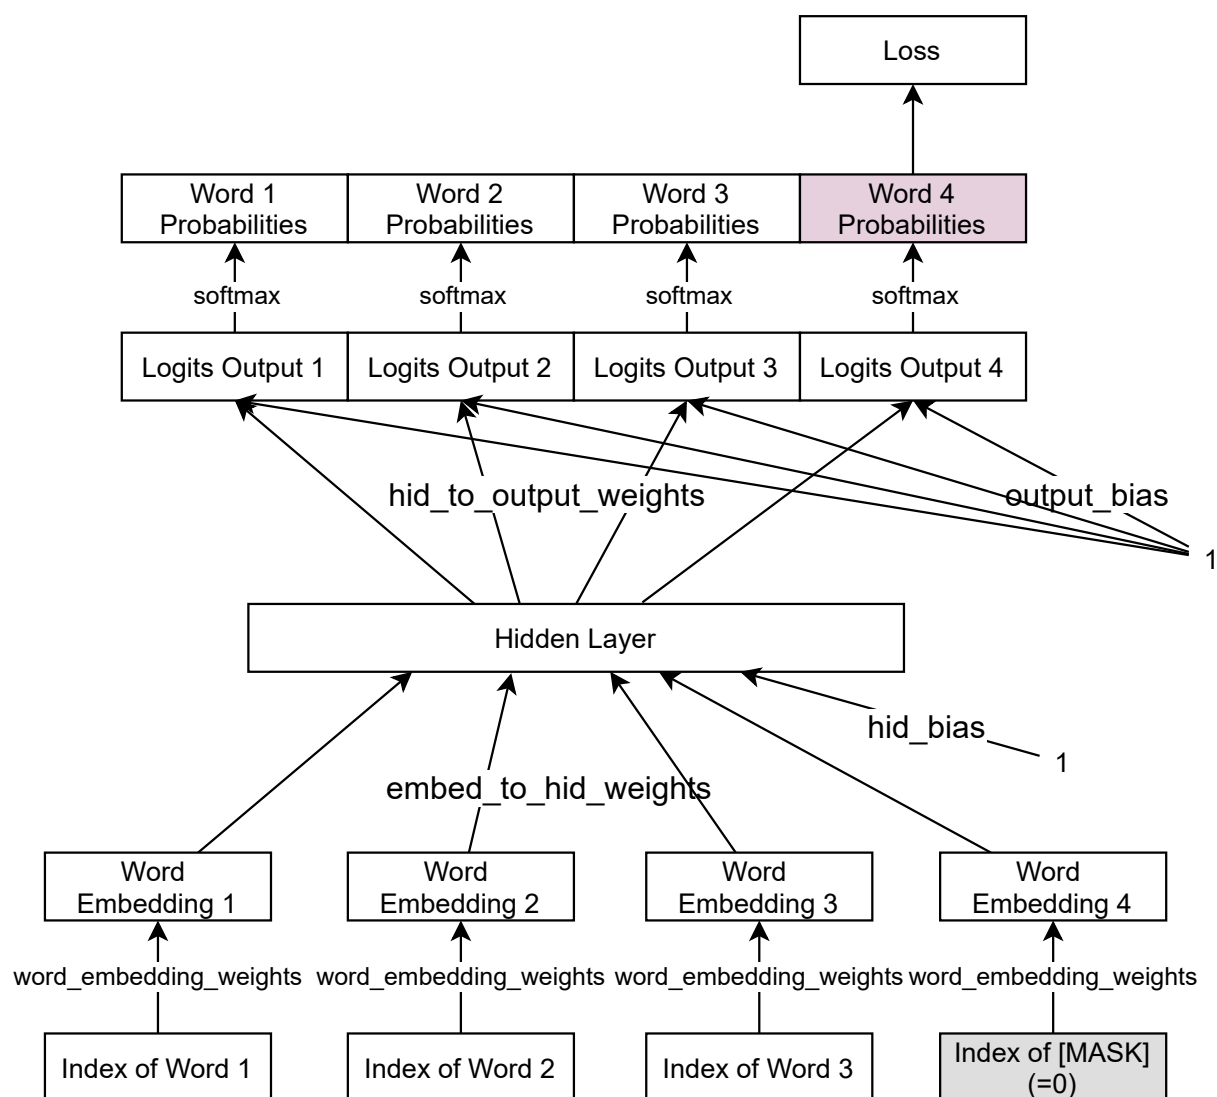 Loss
Word 1
Probabilities
Word 2
Probabilities
Word 3
Probabilities
Word 4
Probabilities
softmax
softmax
softmax
softmax
Logits Output 1
Logits Output 2
Logits Output 3
Logits Output 4
hid_to_output_weights
output_bias
1
Hidden Layer
hid_bias
1
embed_to_hid_weights
Word
Embedding 1
Word
Embedding 2
Word
Embedding 3
Word
Embedding 4
word_embedding_weights
word_embedding_weights
word_embedding_weights
word_embedding_weights
Index of Word 1
Index of Word 2
Index of Word 3
Index of [MASK]
(=0)